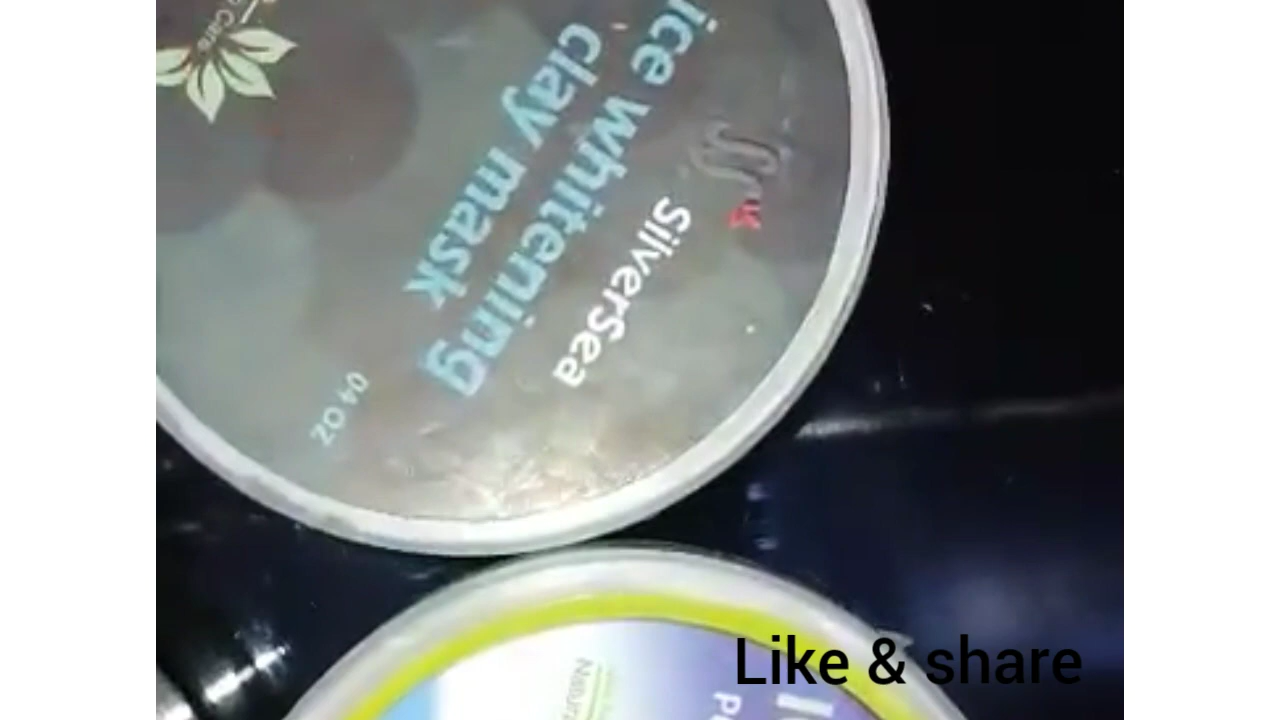 SilverSea
ice whitening
clay mask
04 OZ
Like & share